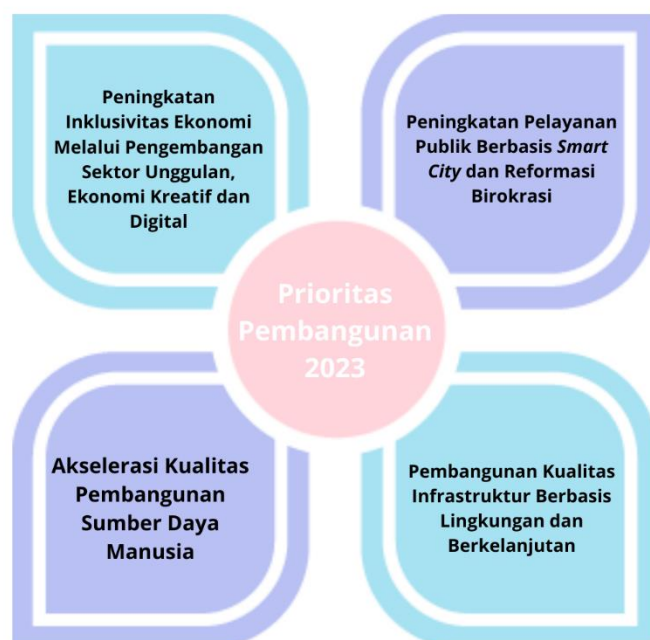 Peningkatan
Inklusivitas Ekonomi
Melalui Pengembangan
Sektor Unggulan,
Ekonomi Kreatif dan
Digital
Peningkatan Pelayanan
Publik Berbasis Smart
City dan Reformasi
Birokrasi
Prioritas
Pembangunan
2023
Akselerasi Kualitas
Pembangunan
Sumber Daya
Manusia
Pembangunan Kualitas
Infrastruktur Berbasis
Lingkungan dan
Berkelanjutan